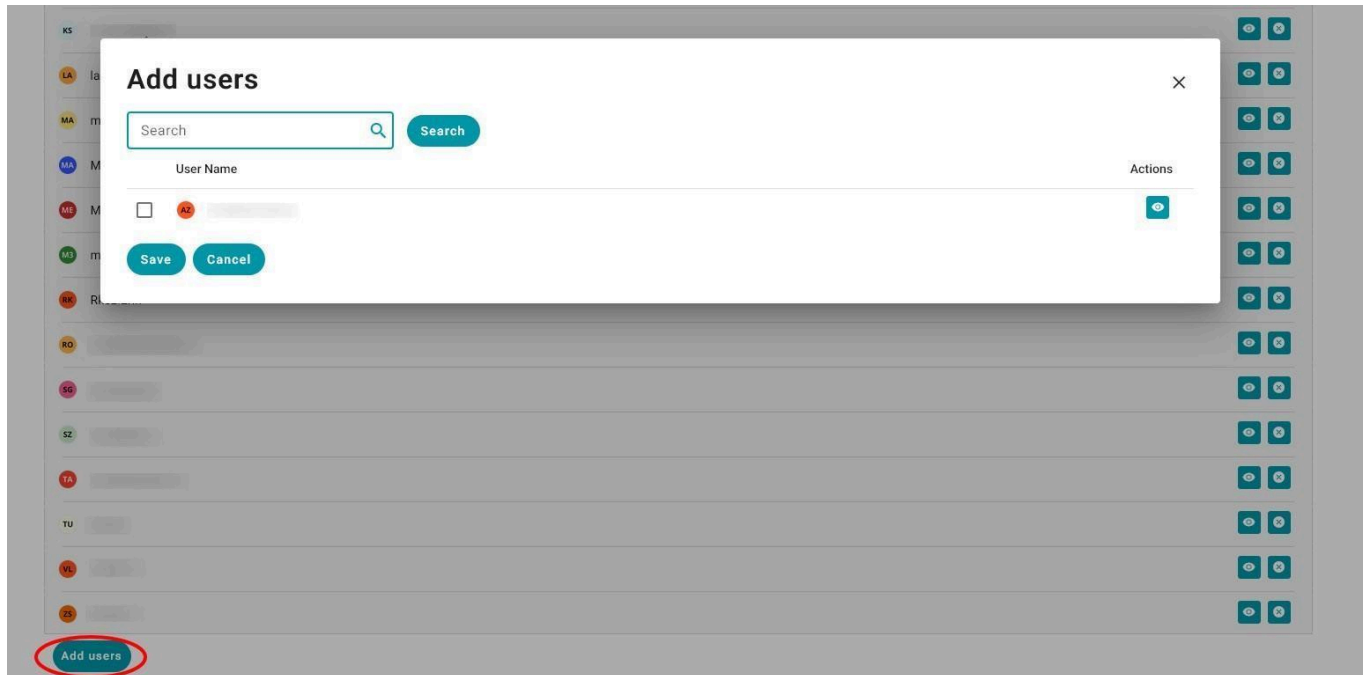 KS
LA la
Add users
MA m
Search Search
MA M
User Name Actions
ME M
AZ
M3 m
Save Cancel
RK
RO
SG
SZ
TA
TU
VL
ZS
Add users